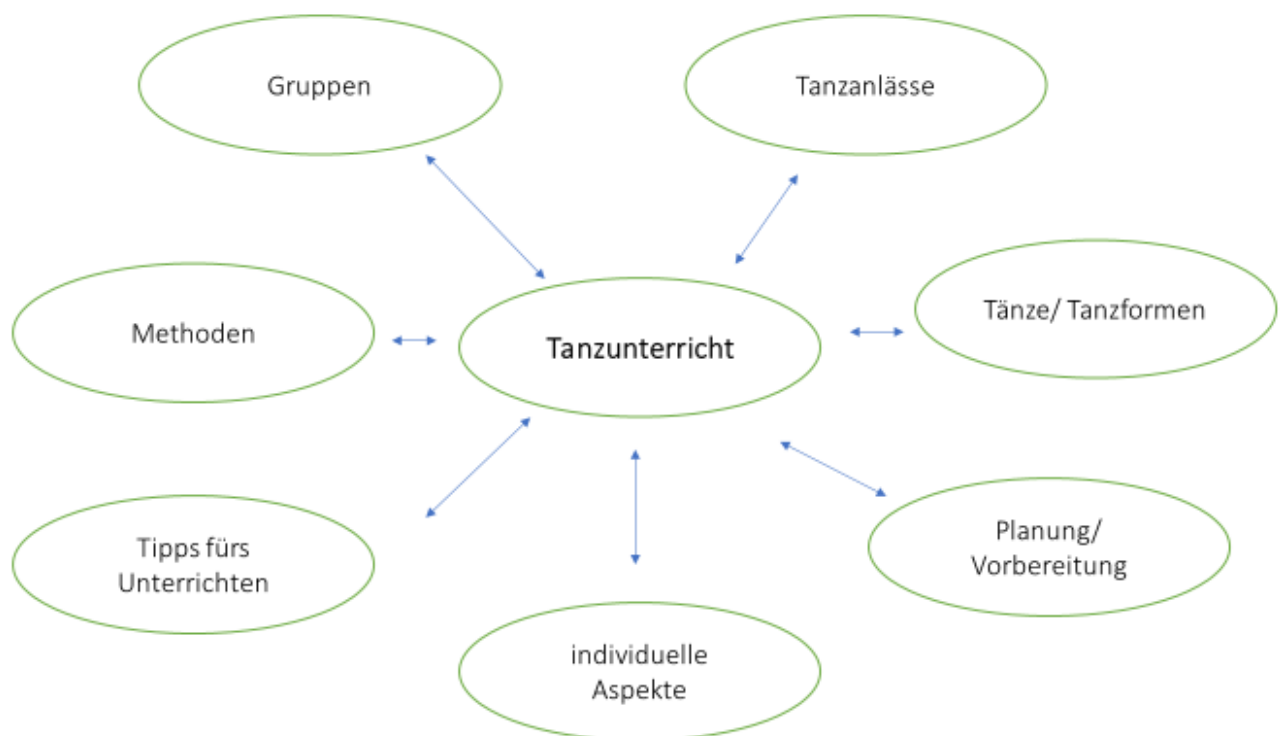 Gruppen
Tanzanlässe
Tänze/ Tanzformen
Methoden
Tanzunterricht
Tipps fürs
Unterrichten
Planung/
Vorbereitung
individuelle
Aspekte